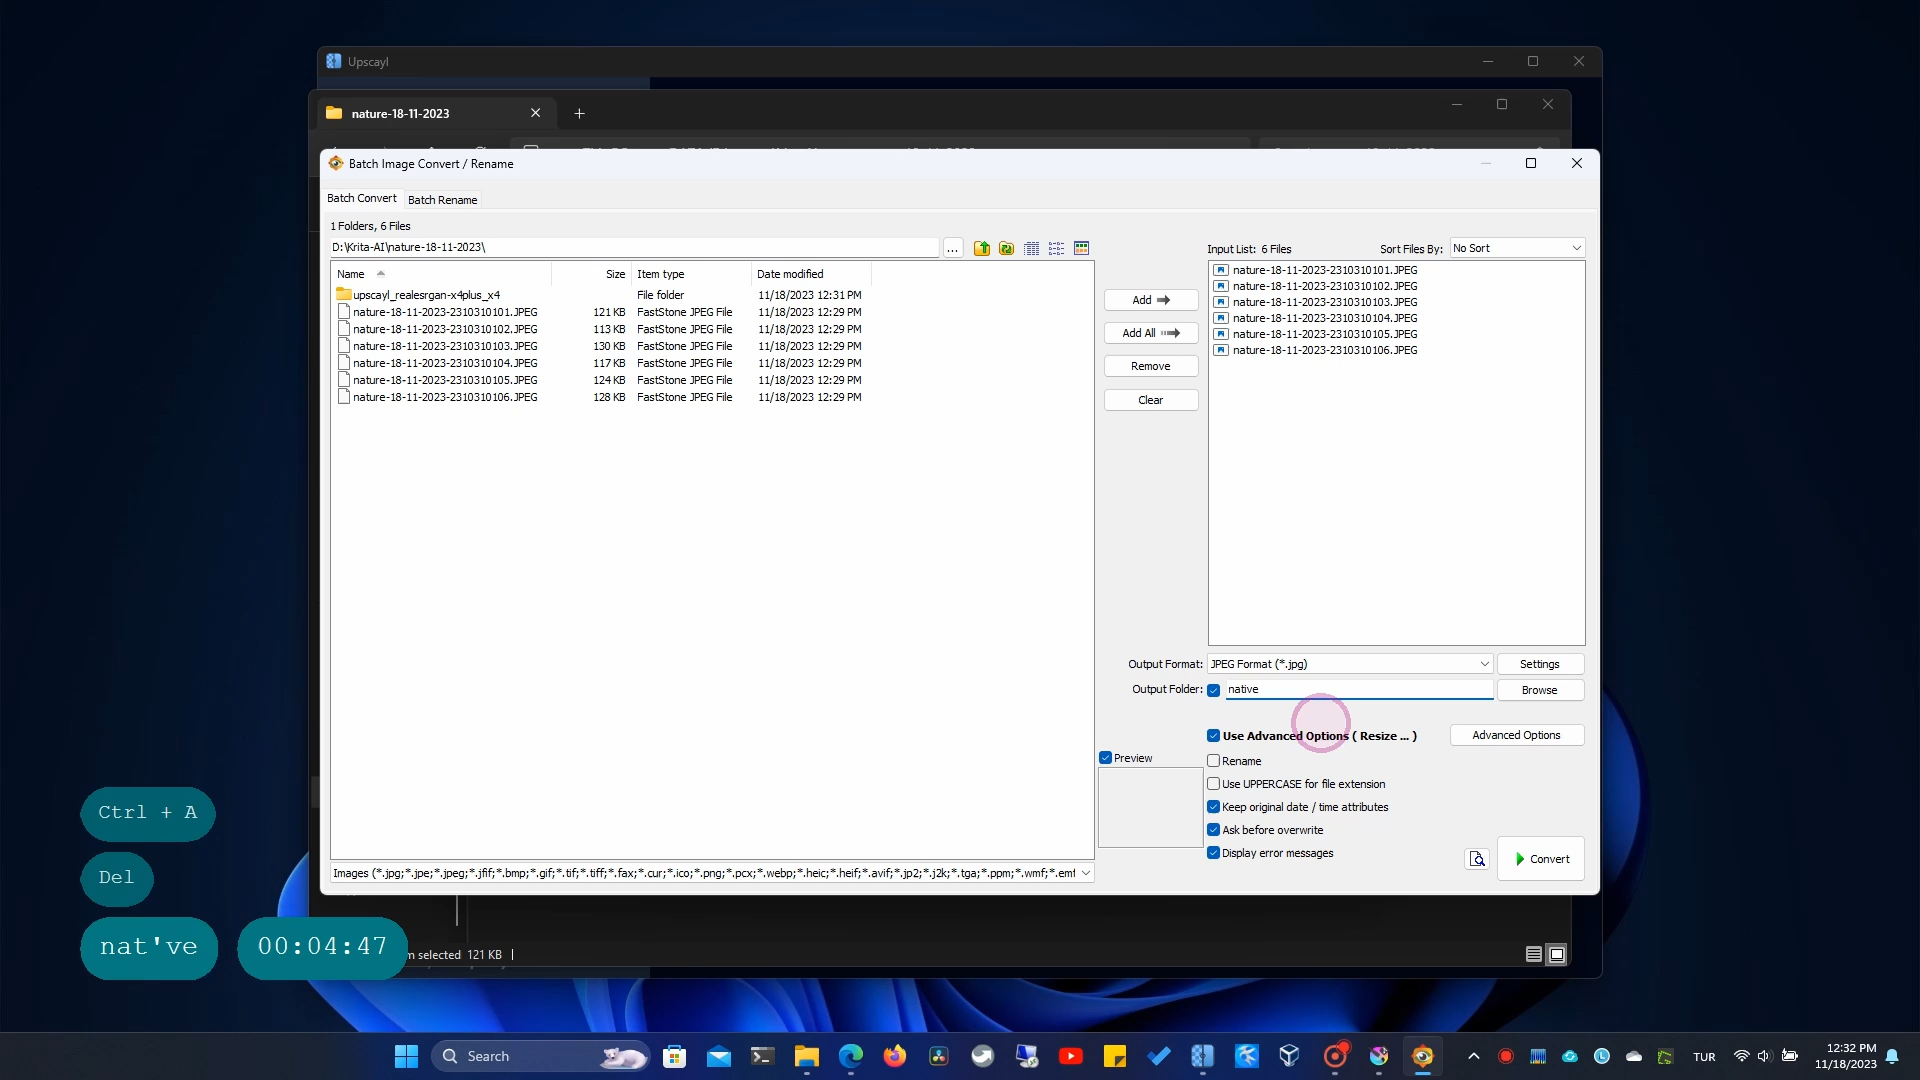 Upscayl
nature-18-11-2023
Batch Image Convert / Rename
Batch Convert
Batch Rename
1 Folders, 6 Files
D:\Krita-AI\nature-18-11-2023\
...
Input List: 6 Files
Sort Files By:
No Sort
Name
Size
Item type
Date modified
upscayl_realesrgan-x4plus_x4 File folder 11/18/2023 12:31 PM
nature-18-11-2023-2310310101.JPEG 121 KB FastStone JPEG File 11/18/2023 12:29 PM
nature-18-11-2023-2310310102.JPEG 113 KB FastStone JPEG File 11/18/2023 12:29 PM
nature-18-11-2023-2310310103.JPEG 130 KB FastStone JPEG File 11/18/2023 12:29 PM
nature-18-11-2023-2310310104.JPEG 117 KB FastStone JPEG File 11/18/2023 12:29 PM
nature-18-11-2023-2310310105.JPEG 124 KB FastStone JPEG File 11/18/2023 12:29 PM
nature-18-11-2023-2310310106.JPEG 128 KB FastStone JPEG File 11/18/2023 12:29 PM
Add
Add All
Remove
Clear
nature-18-11-2023-2310310101.JPEG
nature-18-11-2023-2310310102.JPEG
nature-18-11-2023-2310310103.JPEG
nature-18-11-2023-2310310104.JPEG
nature-18-11-2023-2310310105.JPEG
nature-18-11-2023-2310310106.JPEG
Output Format: JPEG Format (*.jpg)
Settings
Output Folder: native
Browse
Use Advanced Options ( Resize ... )
Advanced Options
Preview
Rename
Use UPPERCASE for file extension
Keep original date / time attributes
Ask before overwrite
Display error messages
Convert
Images (*.jpg;*.jpe;*.jpeg;*.jfif;*.bmp;*.gif;*.tif;*.tiff;*.fax;*.cur;*.ico;*.png;*.pcx;*.webp;*.heic;*.heif;*.avif;*.jp2;*.j2k;*.tga;*.ppm;*.wmf;*.emf
Ctrl + A
Del
nat've
00:04:47
m selected 121 KB
Search
TUR
12:32 PM
11/18/2023